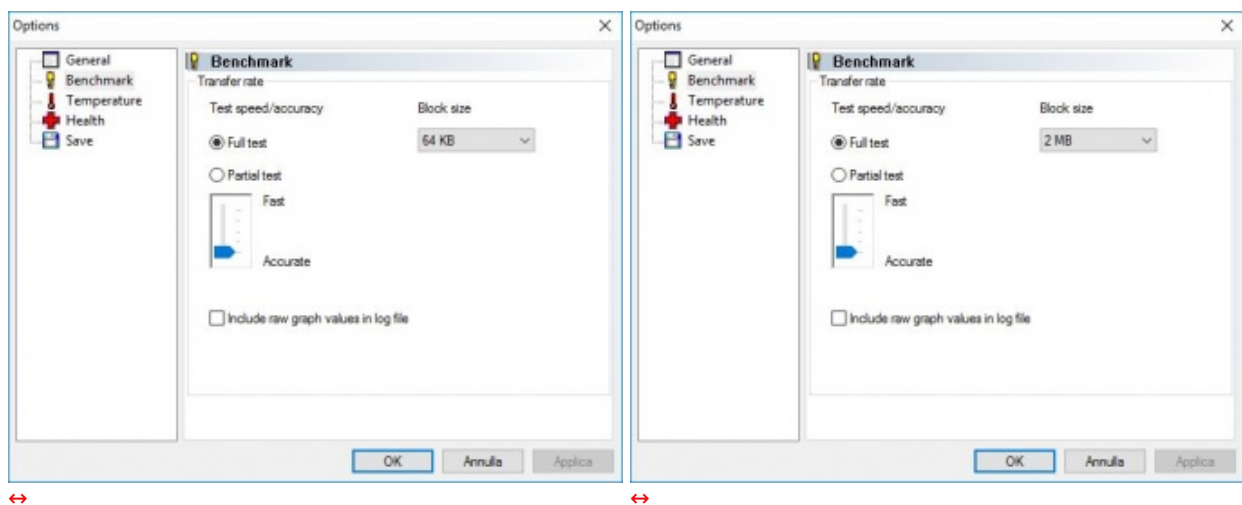 Options
General
Benchmark
Temperature
Health
Save
Benchmark
Transfer rate
Test speed/accuracy Block size
Full test 64 KB
Partial test
Fast
Accurate
Include raw graph values in log file
OK Annulla Applica
Options
General
Benchmark
Temperature
Health
Save
Benchmark
Transfer rate
Test speed/accuracy Block size
Full test 2 MB
Partial test
Fast
Accurate
Include raw graph values in log file
OK Annulla Applica